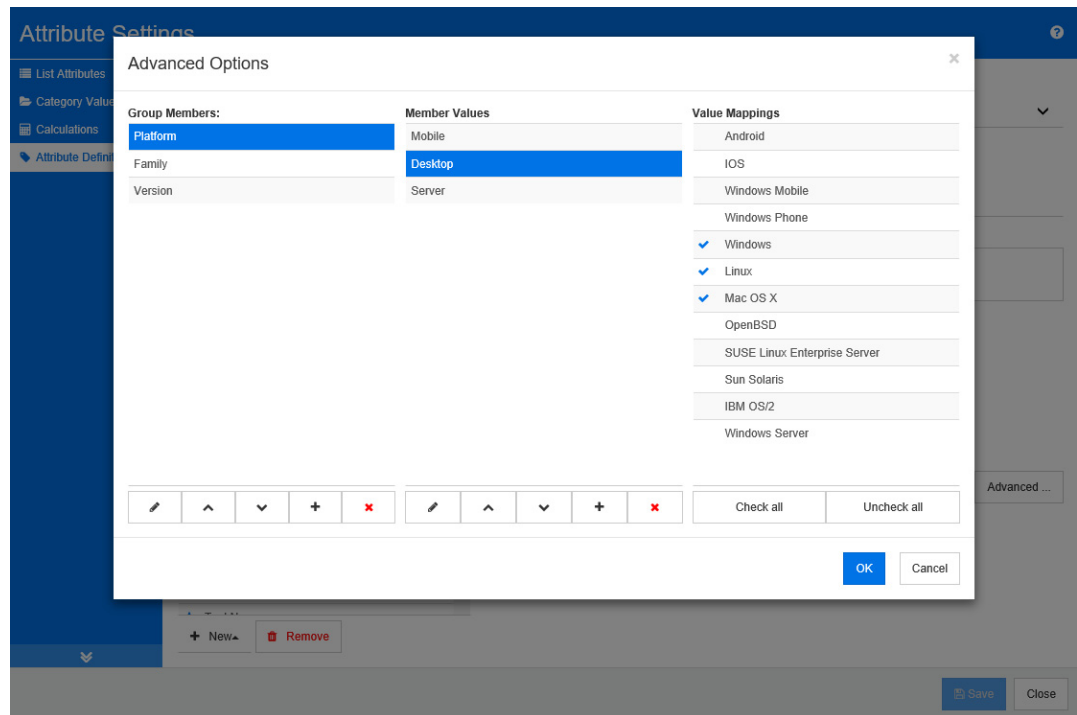 Attribute Settings
List Attributes
Category Value
Calculations
Attribute Defini
Advanced Options
Group Members:
Platform
Family
Version
Member Values
Mobile
Desktop
Server
Value Mappings
Android
IOS
Windows Mobile
Windows Phone
Windows
Linux
Mac OS X
OpenBSD
SUSE Linux Enterprise Server
Sun Solaris
IBM OS/2
Windows Server
Check all
Uncheck all
OK
Cancel
Advanced ...
New
Remove
Save
Close